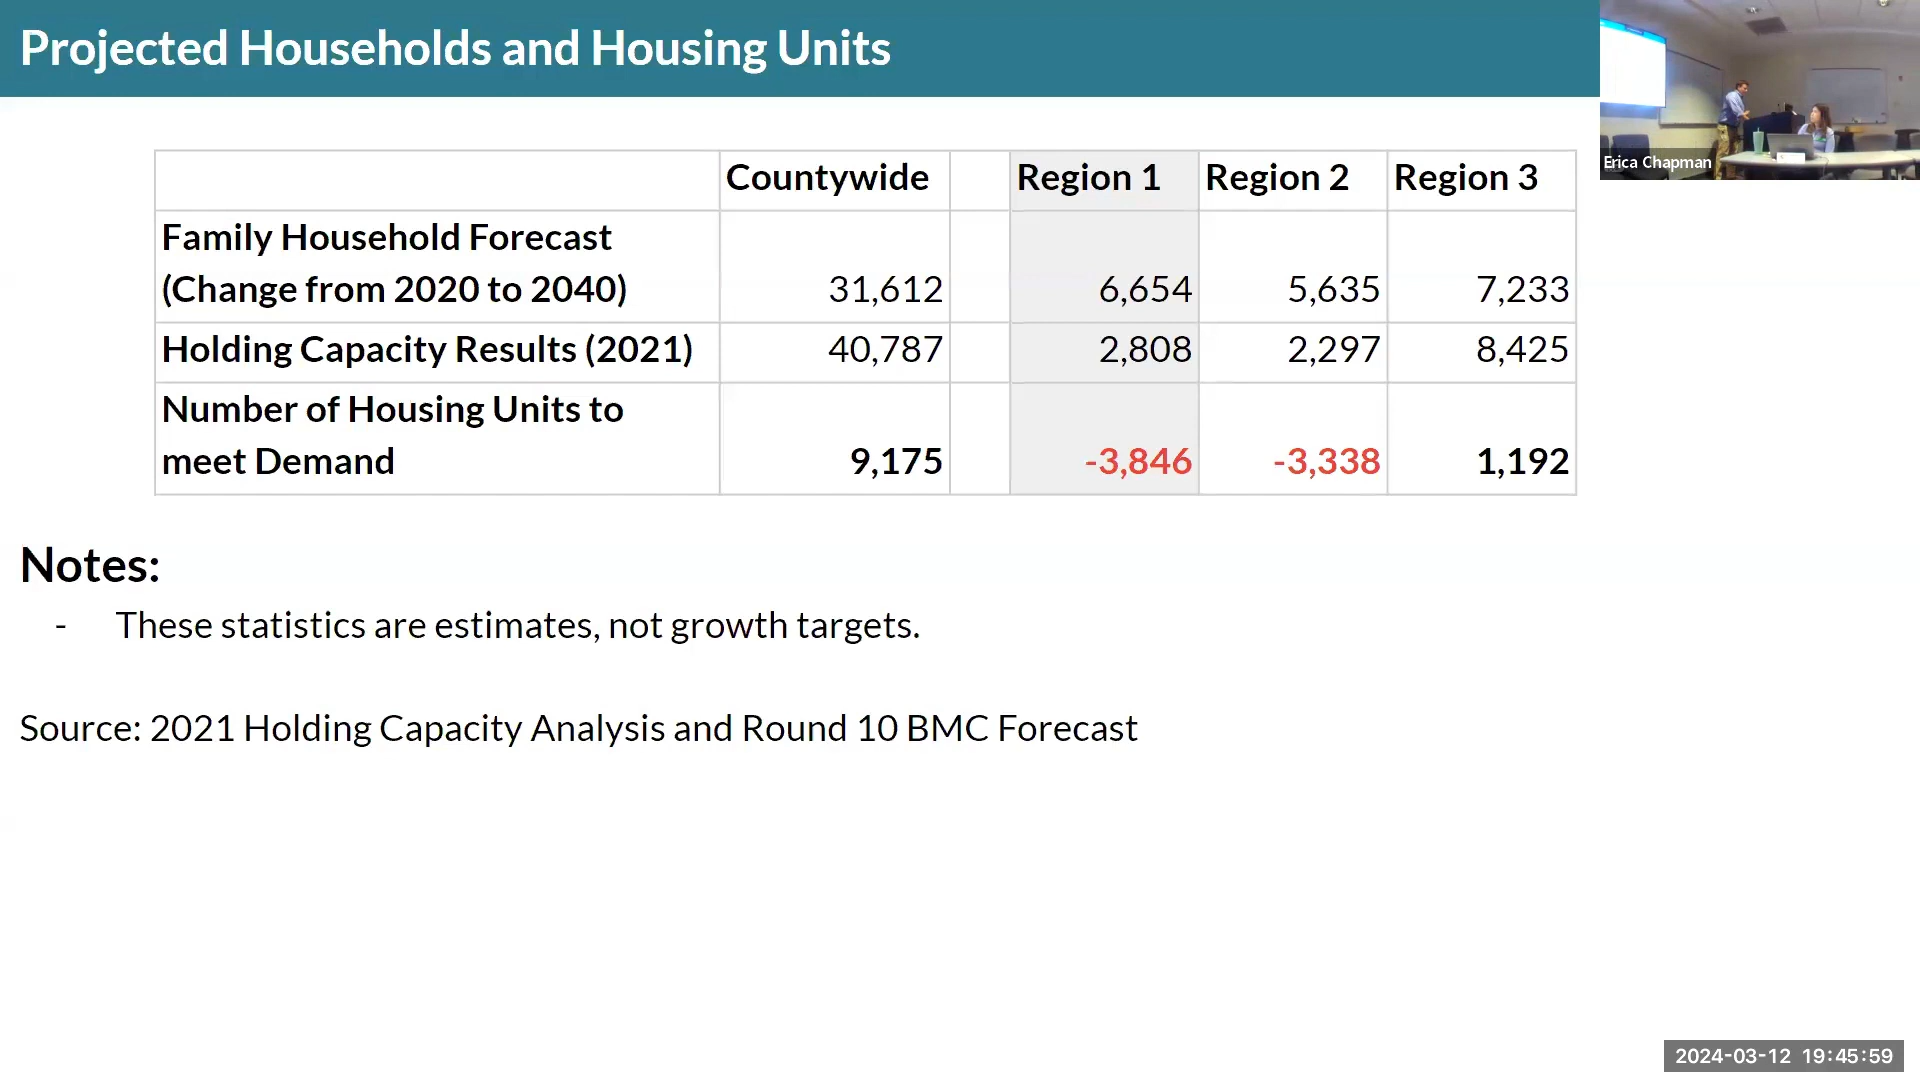 Projected Households and Housing Units
Erica Chapman
Countywide Region 1 Region 2 Region 3
Family Household Forecast
(Change from 2020 to 2040) 31,612 6,654 5,635 7,233
Holding Capacity Results (2021) 40,787 2,808 2,297 8,425
Number of Housing Units to
meet Demand 9,175 -3,846 -3,338 1,192
Notes:
- These statistics are estimates, not growth targets.
Source: 2021 Holding Capacity Analysis and Round 10 BMC Forecast
2024-03-12 19:45:59